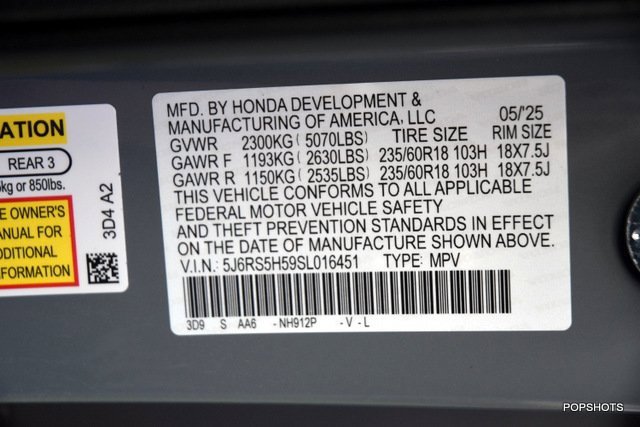 ATION
REAR 3
kg or 850lbs.
E OWNER'S
ANUAL FOR
DDITIONAL
NFORMATION
3D4 A2
MFD. BY HONDA DEVELOPMENT &
MANUFACTURING OF AMERICA, LLC 05/'25
GVWR 2300KG (5070LBS) TIRE SIZE RIM SIZE
GAWR F 1193KG (2630LBS) 235/60R18 103H 18X7.5J
GAWR R 1150KG (2535LBS) 235/60R18 103H 18X7.5J
THIS VEHICLE CONFORMS TO ALL APPLICABLE
FEDERAL MOTOR VEHICLE SAFETY
AND THEFT PREVENTION STANDARDS IN EFFECT
ON THE DATE OF MANUFACTURE SHOWN ABOVE.
V.I.N.: 5J6RS5H59SL016451 TYPE: MPV
3D9 S AA6 -NH912P -V-L
POPSHOTS